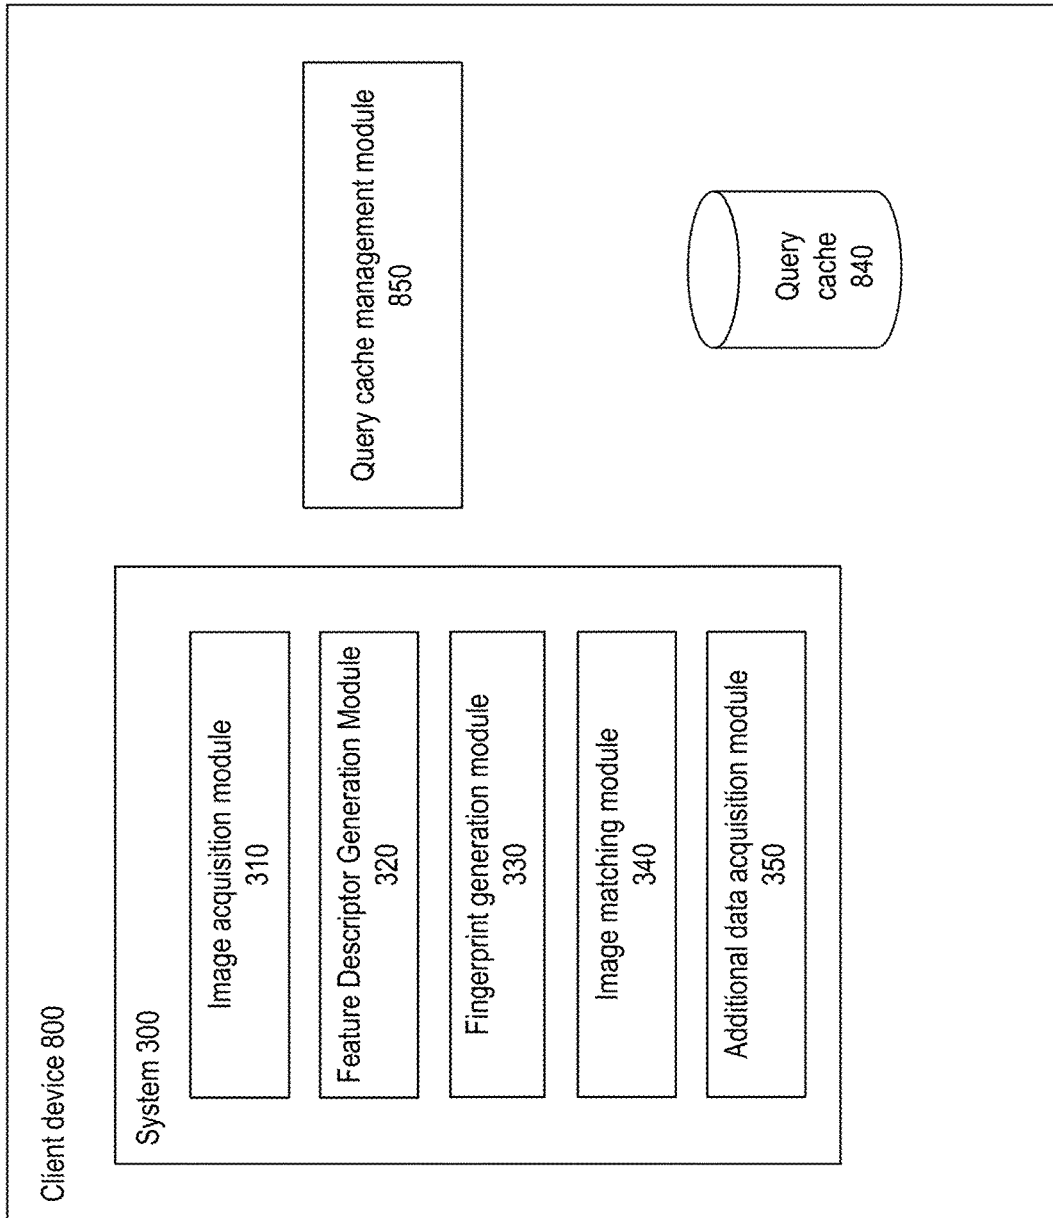 Client device 800
System 300
Image acquisition module
310
Feature Descriptor Generation Module
320
Fingerprint generation module
330
Image matching module
340
Additional data acquisition module
350
Query cache management module
850
Query
cache
840